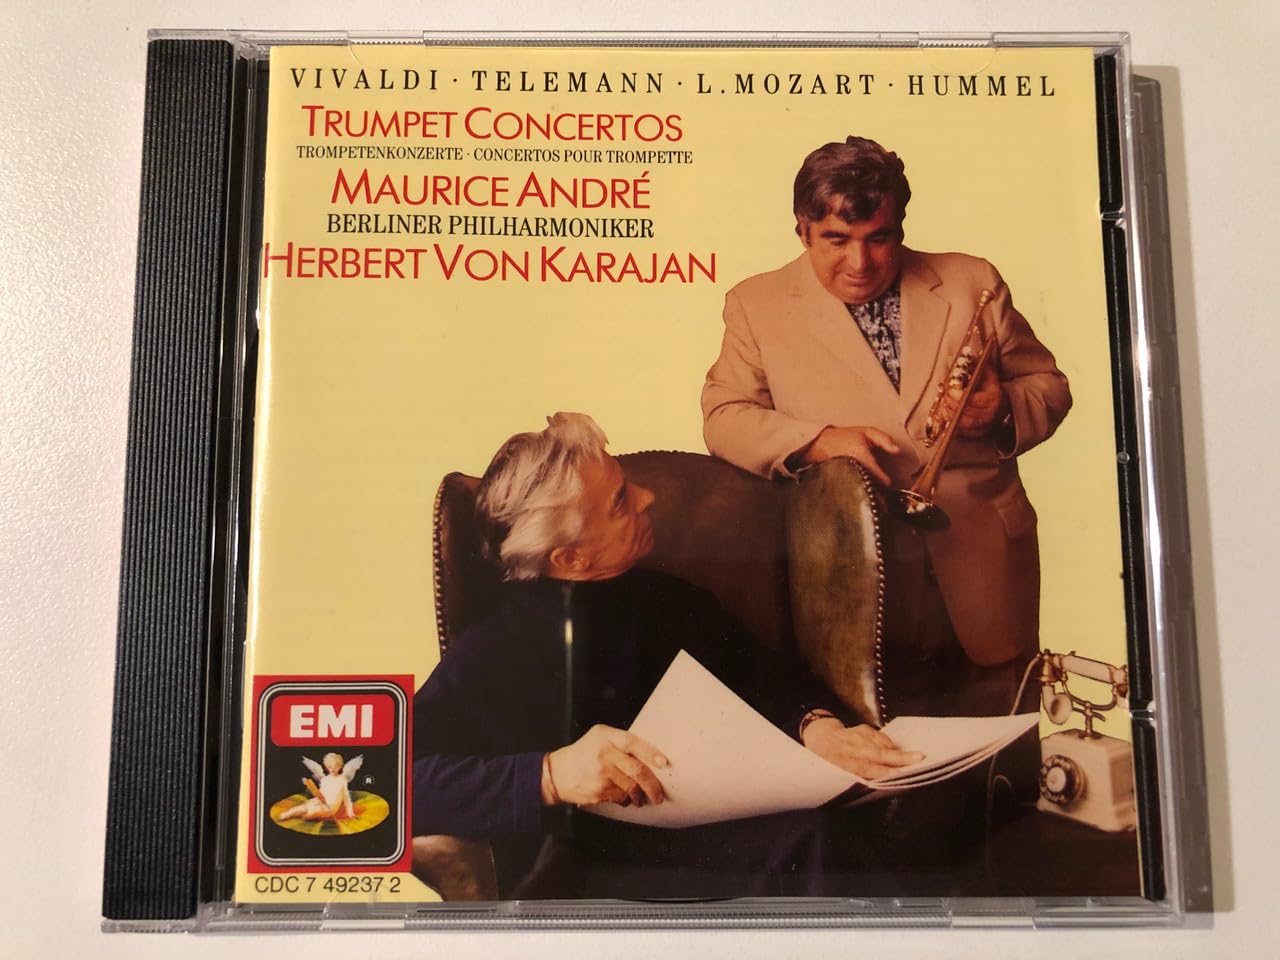 VIVALDI · TELEMANN · L. MOZART · HUMMEL
TRUMPET CONCERTOS
TROMPETENKONZERTE · CONCERTOS POUR TROMPETTE
MAURICE ANDRÉ
BERLINER PHILHARMONIKER
HERBERT VON KARAJAN
EMI
®
CDC 7 49237 2